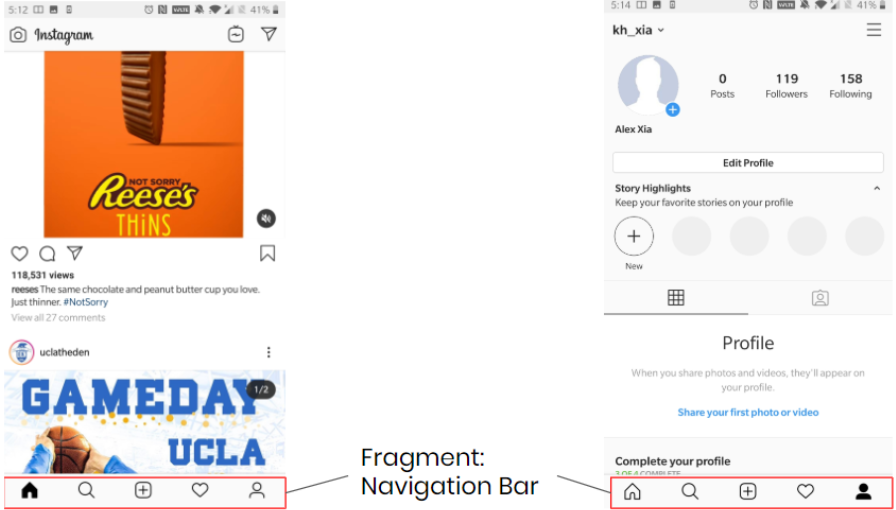 5:12
41%
Instagram
NOT SORRY
Reese's
THiNS
118,531 views
reeses The same chocolate and peanut butter cup you love.
Just thinner. #NotSorry
View all 27 comments
uclatheden
1/2
GAMEDAY
UCLA
Fragment:
Navigation Bar
5:14
41%
kh_xia
0 119 158
Posts Followers Following
Alex Xia
Edit Profile
Story Highlights
Keep your favorite stories on your profile
New
Profile
When you share photos and videos, they'll appear on
your profile.
Share your first photo or video
Complete your profile
3 OF 4 COMPLETE